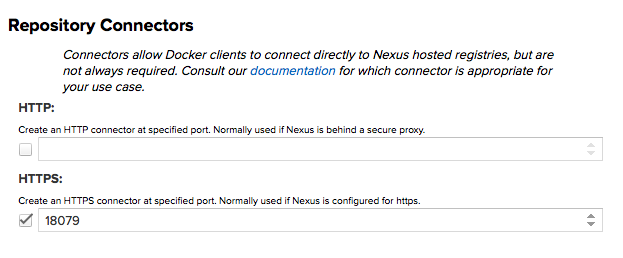 Repository Connectors
Connectors allow Docker clients to connect directly to Nexus hosted registries, but are
not always required. Consult our documentation for which connector is appropriate for
your use case.
HTTP:
Create an HTTP connector at specified port. Normally used if Nexus is behind a secure proxy.
HTTPS:
Create an HTTPS connector at specified port. Normally used if Nexus is configured for https.
18079